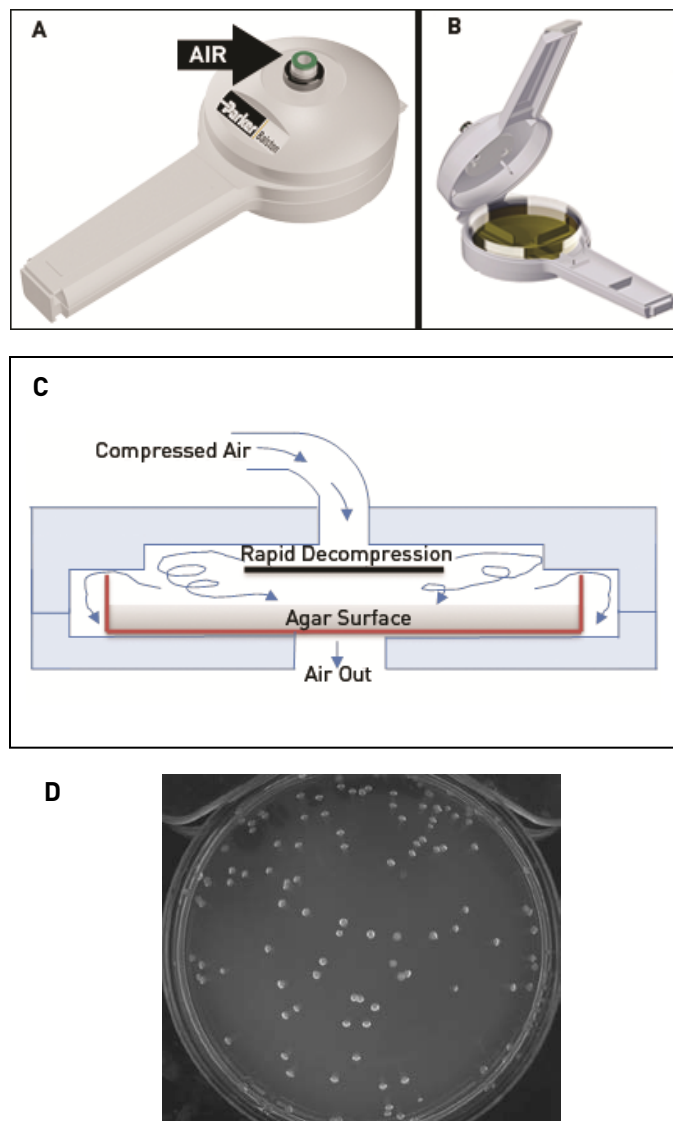 A
AIR
Parker
Balston
B
C
Compressed Air
Rapid Decompression
Agar Surface
Air Out
D